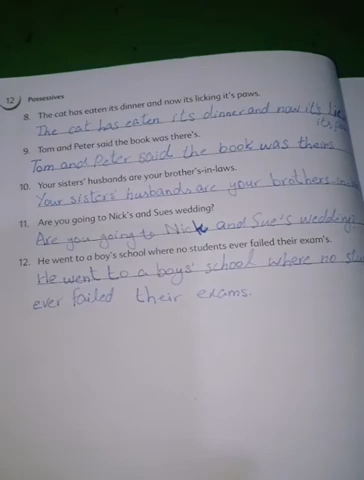 12 Possessives
8. The cat has eaten its dinner and now its licking it's paws.
The cat has eaten its dinner and now it's
its
9. Tom and Peter said the book was there's.
Tom and Peter said the book was theirs
10. Your sisters' husbands are your brother's-in-laws.
Your sisters' husbands are your brothers
11. Are you going to Nick's and Sues wedding?
Are you going to Nick and Sue's wedding
12. He went to a boy's school where no students ever failed their exam's.
He went to a boys' school where no
ever failed their exams.